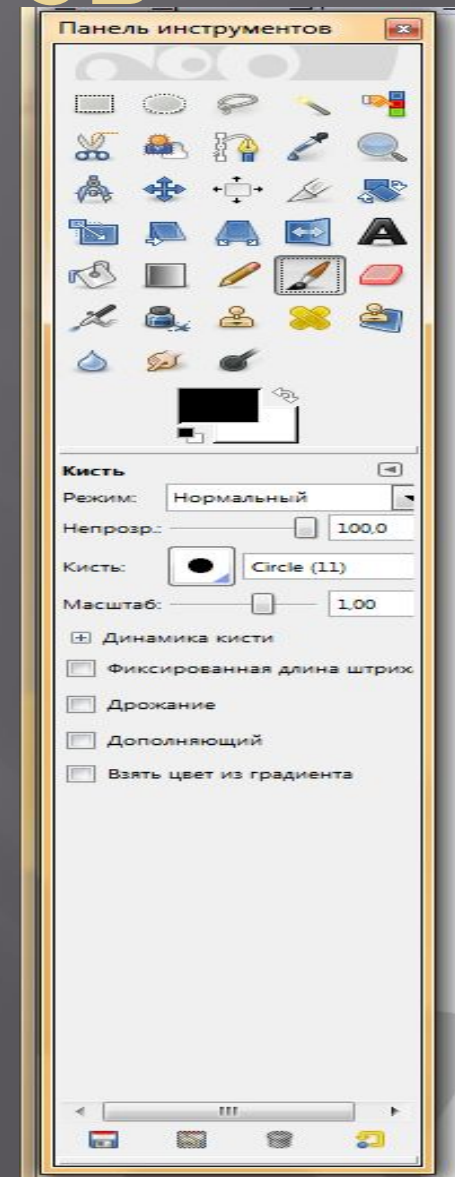 Панель инструментов
Кисть
Режим: Нормальный
Непрозр.: 100,0
Кисть: Circle (11)
Масштаб: 1,00
Динамика кисти
Фиксированная длина штрих
Дрожание
Дополняющий
Взять цвет из градиента